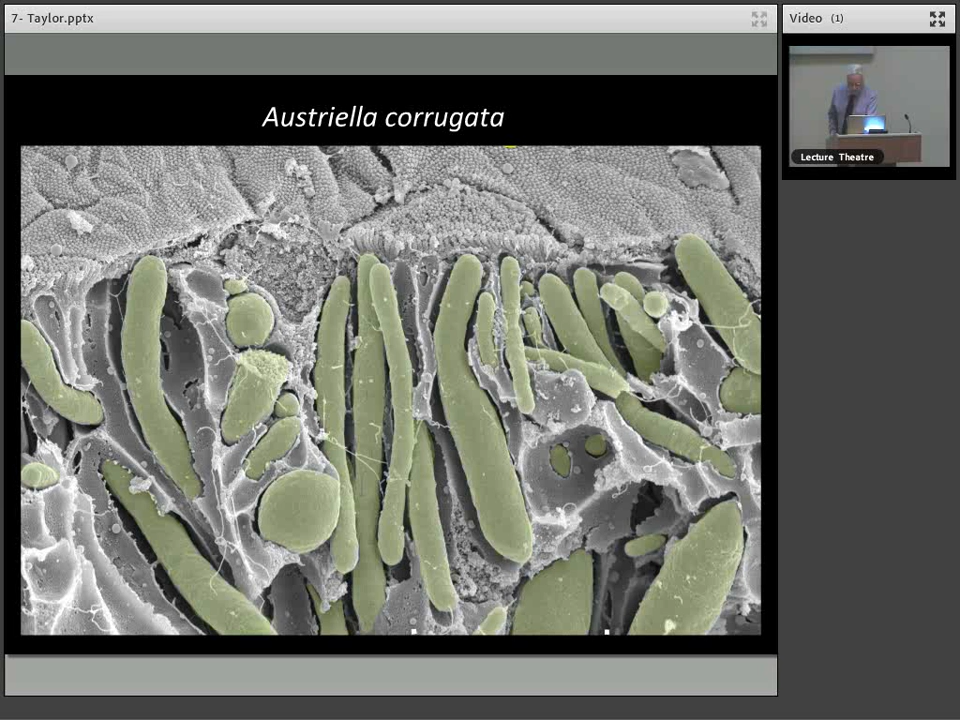 7- Taylor.pptx
Video (1)
Austriella corrugata
Lecture Theatre